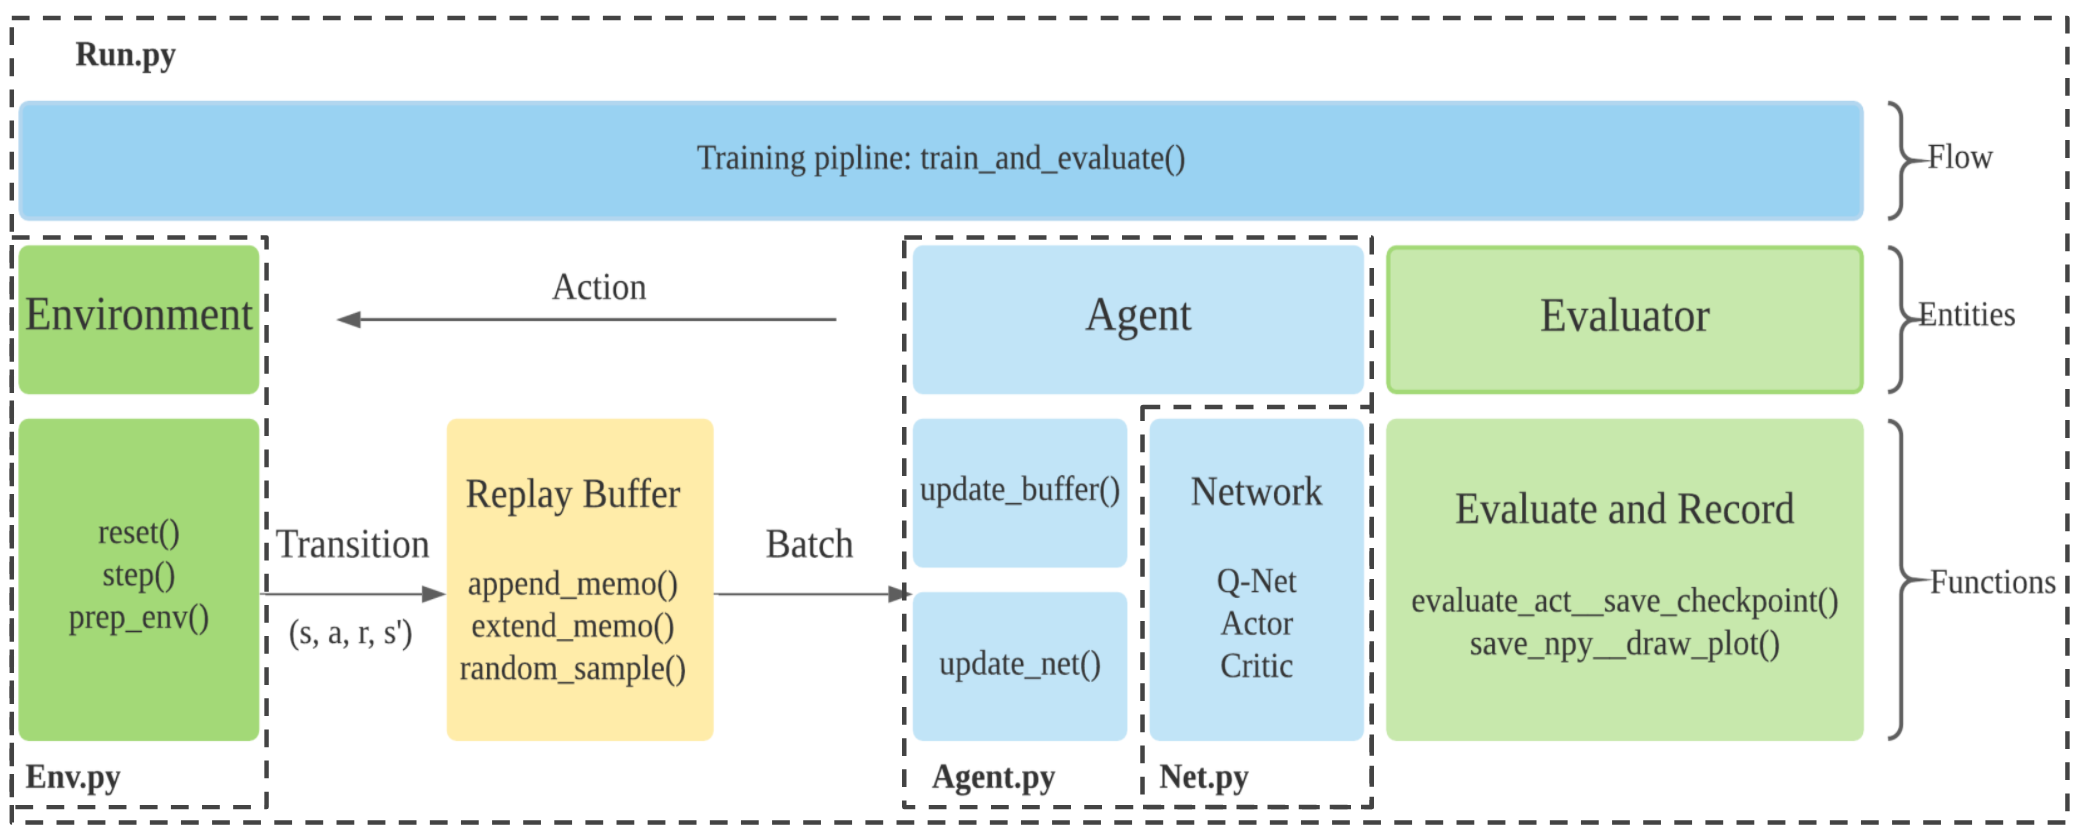 Run.py
Training pipline: train_and_evaluate()
Flow
Environment
Action
Agent
Evaluator
Entities
reset()
step()
prep_env()
Transition
(s, a, r, s')
Replay Buffer
append_memo()
extend_memo()
random_sample()
Batch
update_buffer()
update_net()
Network
Q-Net
Actor
Critic
Evaluate and Record
evaluate_act__save_checkpoint()
save_npy__draw_plot()
Functions
Env.py
Agent.py
Net.py